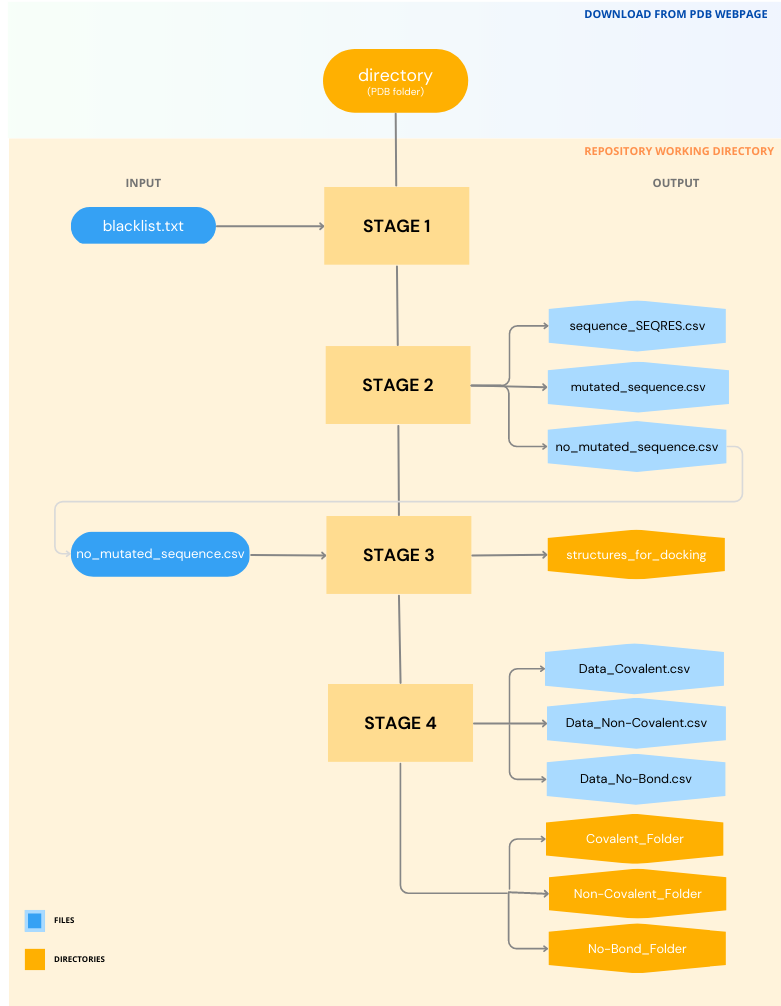 DOWNLOAD FROM PDB WEBPAGE
directory
(PDB folder)
REPOSITORY WORKING DIRECTORY
INPUT
OUTPUT
blacklist.txt
STAGE 1
sequence_SEQRES.csv
STAGE 2
mutated_sequence.csv
no_mutated_sequence.csv
no_mutated_sequence.csv
STAGE 3
structures_for_docking
Data_Covalent.csv
STAGE 4
Data_Non-Covalent.csv
Data_No-Bond.csv
Covalent_Folder
Non-Covalent_Folder
No-Bond_Folder
FILES
DIRECTORIES